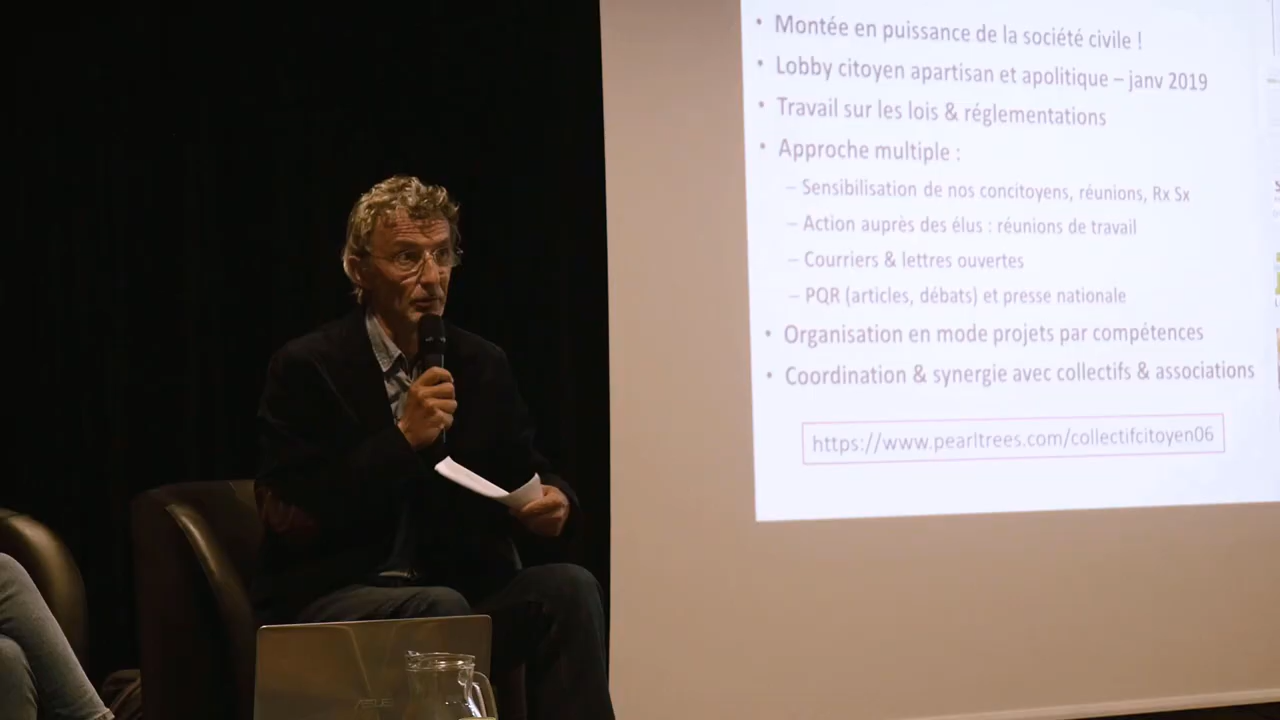 • Montée en puissance de la société civile !
• Lobby citoyen apartisan et apolitique – janv 2019
• Travail sur les lois & réglementations
• Approche multiple :
– Sensibilisation de nos concitoyens, réunions, Rx Sx
– Action auprès des élus : réunions de travail
– Courriers & lettres ouvertes
– PQR (articles, débats) et presse nationale
• Organisation en mode projets par compétences
• Coordination & synergie avec collectifs & associations
https://www.pearltrees.com/collectifcitoyen06
ASUS